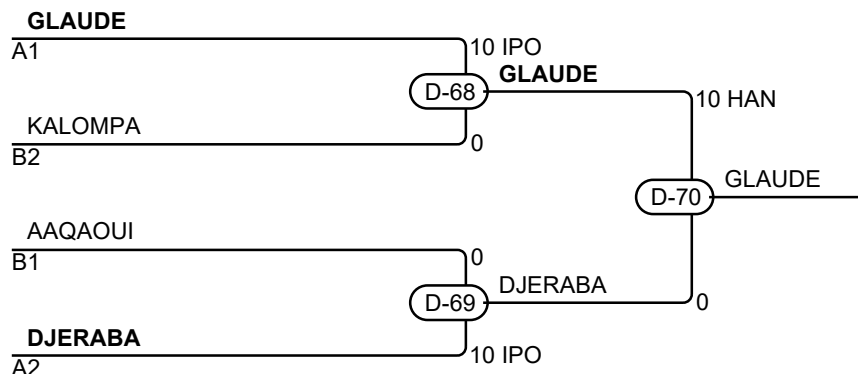 GLAUDE
A1
10 IPO
GLAUDE
D-68
10 HAN
KALOMPA
B2
0
D-70
GLAUDE
AAQAOUI
B1
0
DJERABA
D-69
0
DJERABA
A2
10 IPO